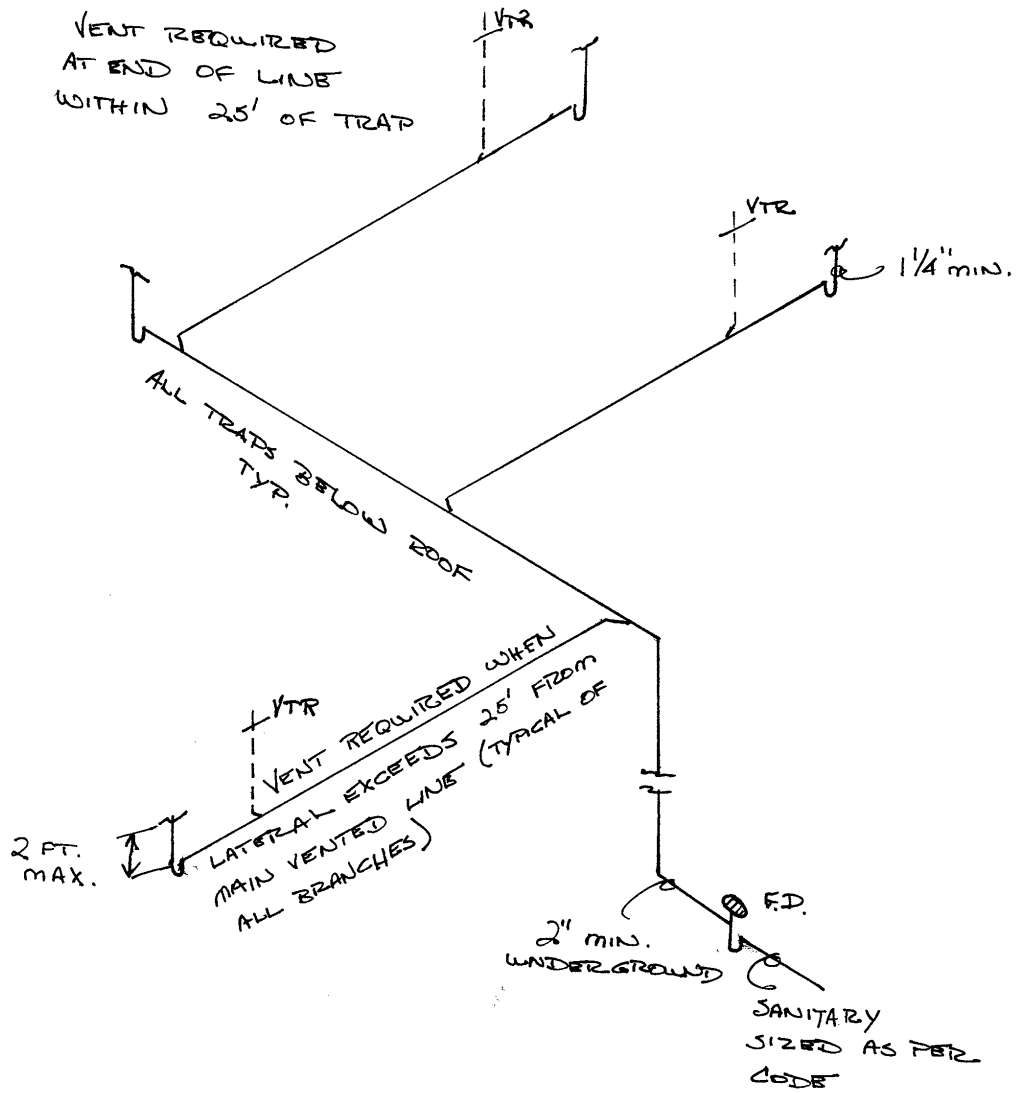 VENT REQUIRED
AT END OF LINE
WITHIN 25' OF TRAP
VTR
VTR
1 1/4" MIN.
ALL TRAPS BELOW ROOF
TYP.
VTR
VENT REQUIRED WHEN
LATERAL EXCEEDS 25' FROM
MAIN VENTED LINE (TYPICAL OF
ALL BRANCHES)
2 FT.
MAX.
F.D.
2" MIN.
UNDERGROUND
SANITARY
SIZED AS PER
CODE